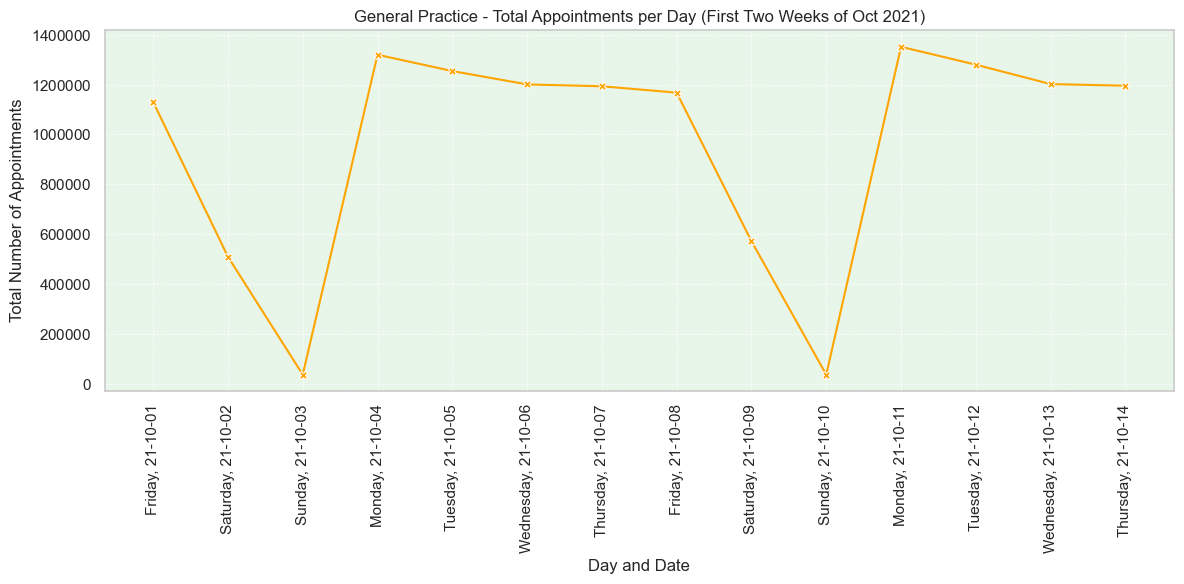 General Practice - Total Appointments per Day (First Two Weeks of Oct 2021)
Total Number of Appointments
1400000
1200000
1000000
800000
600000
400000
200000
0
Friday, 21-10-01
Saturday, 21-10-02
Sunday, 21-10-03
Monday, 21-10-04
Tuesday, 21-10-05
Wednesday, 21-10-06
Thursday, 21-10-07
Friday, 21-10-08
Saturday, 21-10-09
Sunday, 21-10-10
Monday, 21-10-11
Tuesday, 21-10-12
Wednesday, 21-10-13
Thursday, 21-10-14
Day and Date